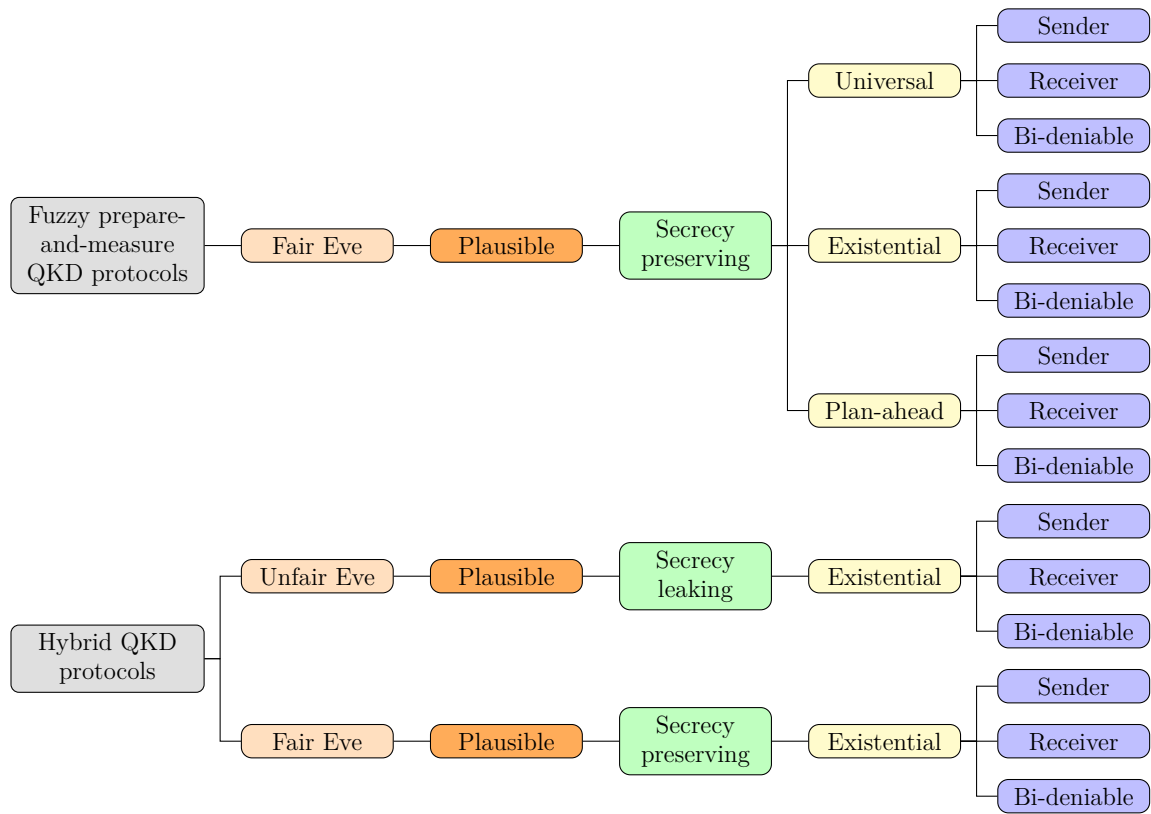 Fuzzy prepare-
and-measure
QKD protocols
Fair Eve
Plausible
Secrecy
preserving
Universal
Sender
Receiver
Bi-deniable
Existential
Sender
Receiver
Bi-deniable
Plan-ahead
Sender
Receiver
Bi-deniable
Hybrid QKD
protocols
Unfair Eve
Plausible
Secrecy
leaking
Existential
Sender
Receiver
Bi-deniable
Fair Eve
Plausible
Secrecy
preserving
Existential
Sender
Receiver
Bi-deniable